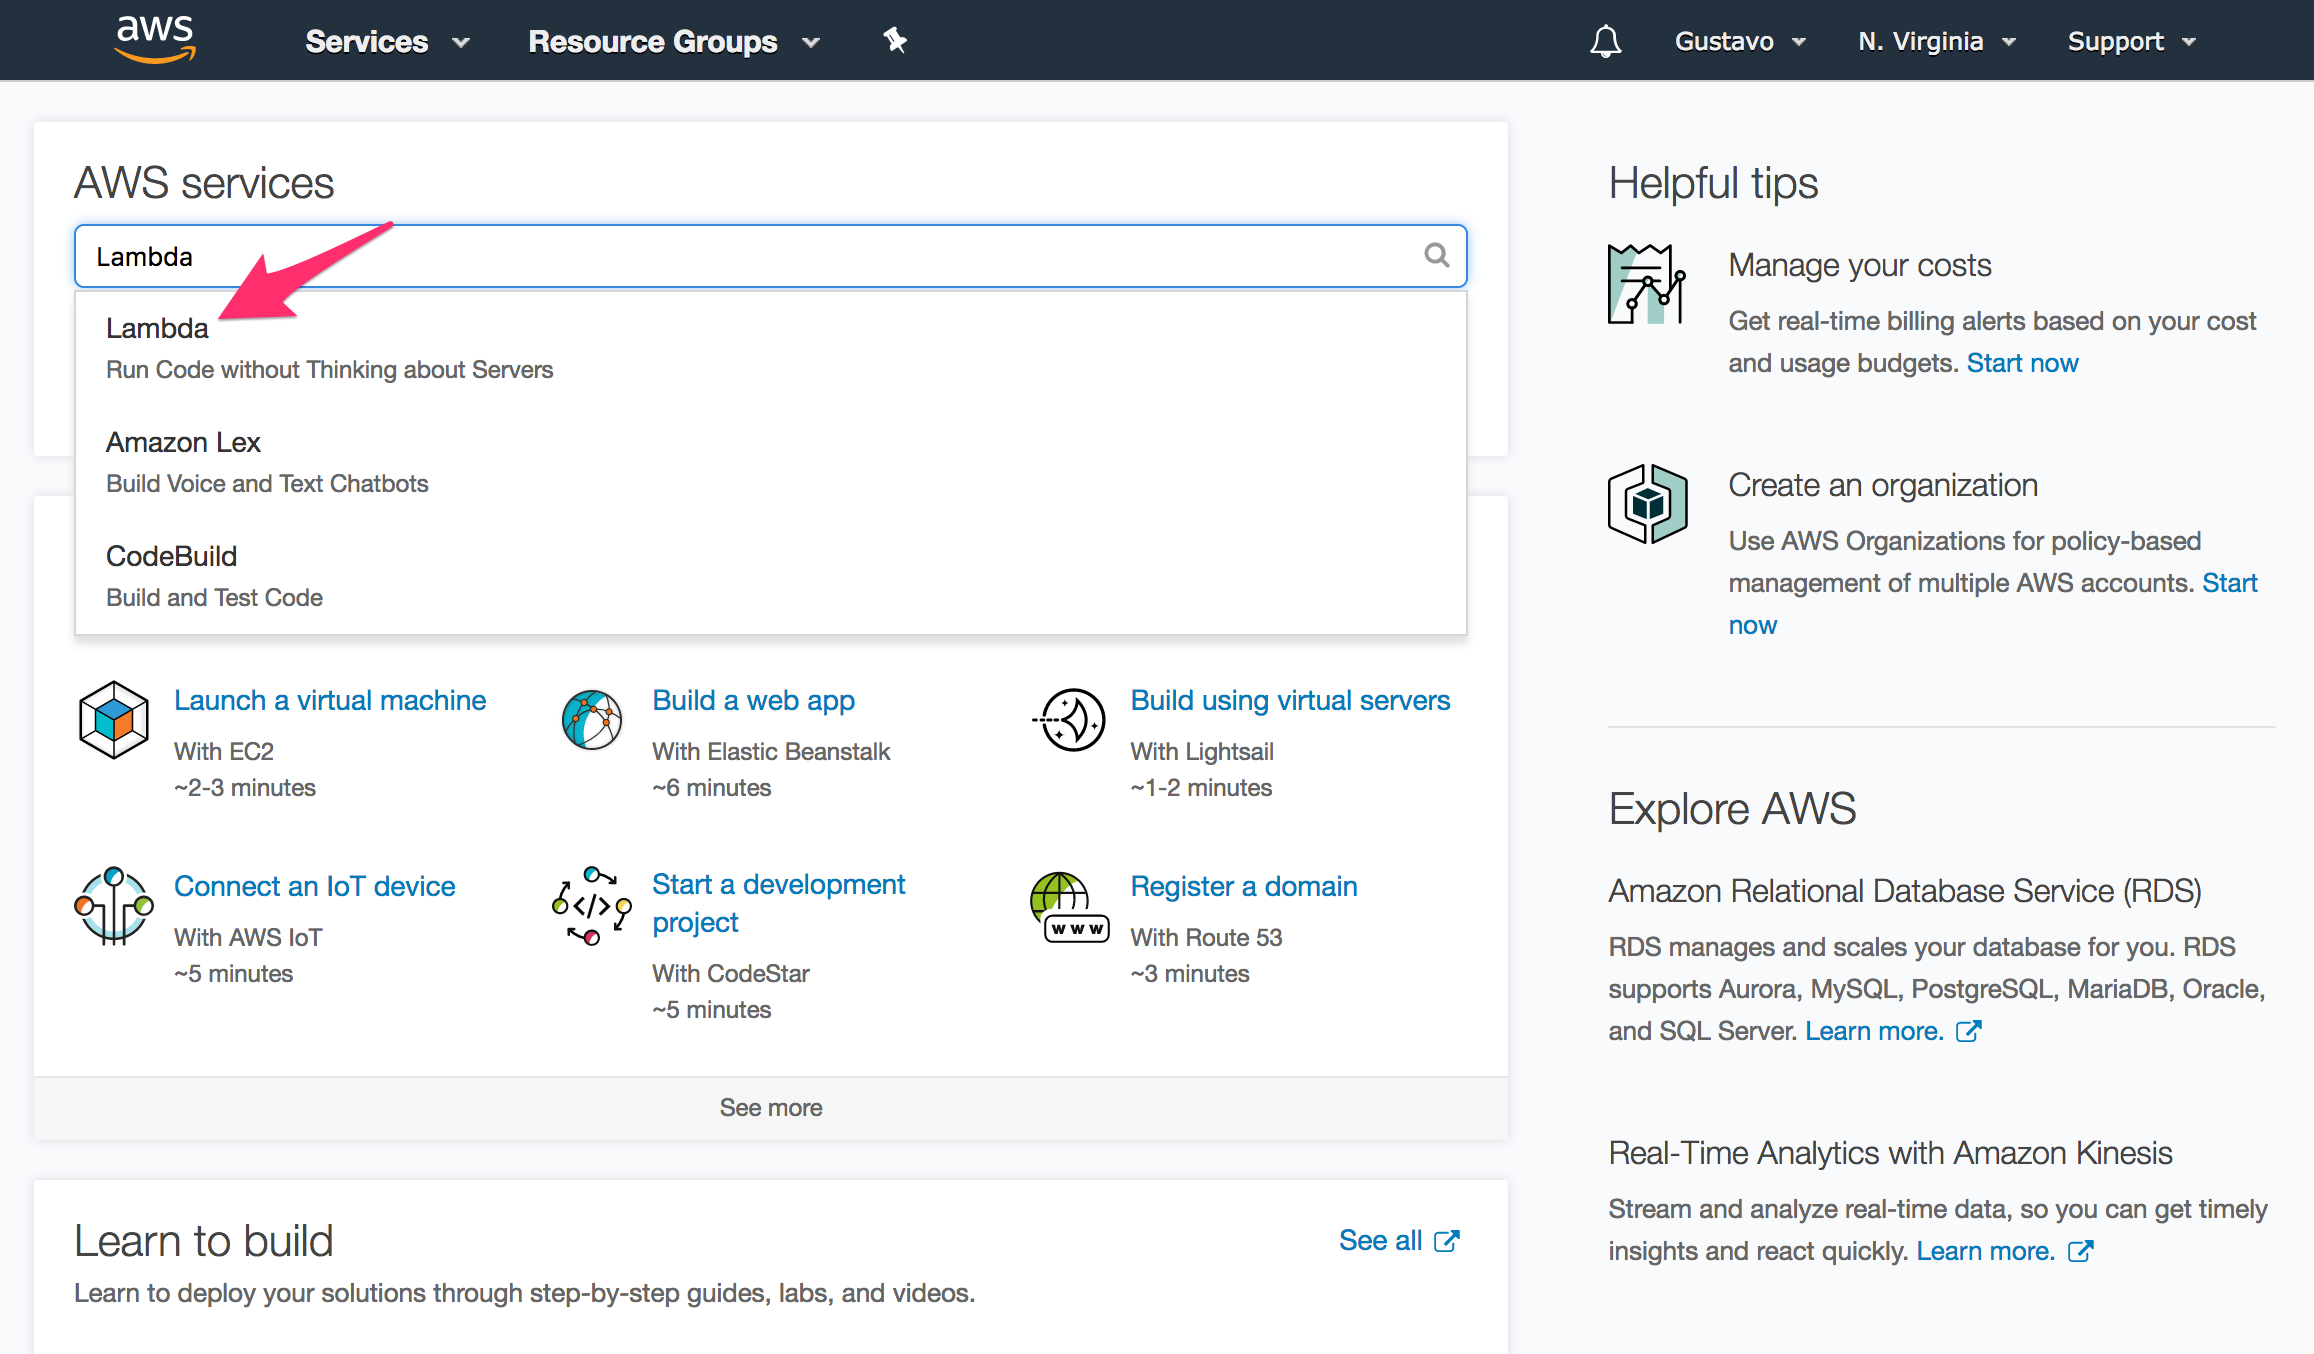 aws
Services
Resource Groups
Gustavo
N. Virginia
Support
AWS services
Lambda
Lambda
Run Code without Thinking about Servers
Amazon Lex
Build Voice and Text Chatbots
CodeBuild
Build and Test Code
Launch a virtual machine
With EC2
~2-3 minutes
Build a web app
With Elastic Beanstalk
~6 minutes
Build using virtual servers
With Lightsail
~1-2 minutes
Connect an IoT device
With AWS IoT
~5 minutes
</>
Start a development
project
With CodeStar
~5 minutes
www
Register a domain
With Route 53
~3 minutes
See more
Learn to build
See all
Learn to deploy your solutions through step-by-step guides, labs, and videos.
Helpful tips
Manage your costs
Get real-time billing alerts based on your cost
and usage budgets. Start now
Create an organization
Use AWS Organizations for policy-based
management of multiple AWS accounts. Start
now
Explore AWS
Amazon Relational Database Service (RDS)
RDS manages and scales your database for you. RDS
supports Aurora, MySQL, PostgreSQL, MariaDB, Oracle,
and SQL Server. Learn more.
Real-Time Analytics with Amazon Kinesis
Stream and analyze real-time data, so you can get timely
insights and react quickly. Learn more.